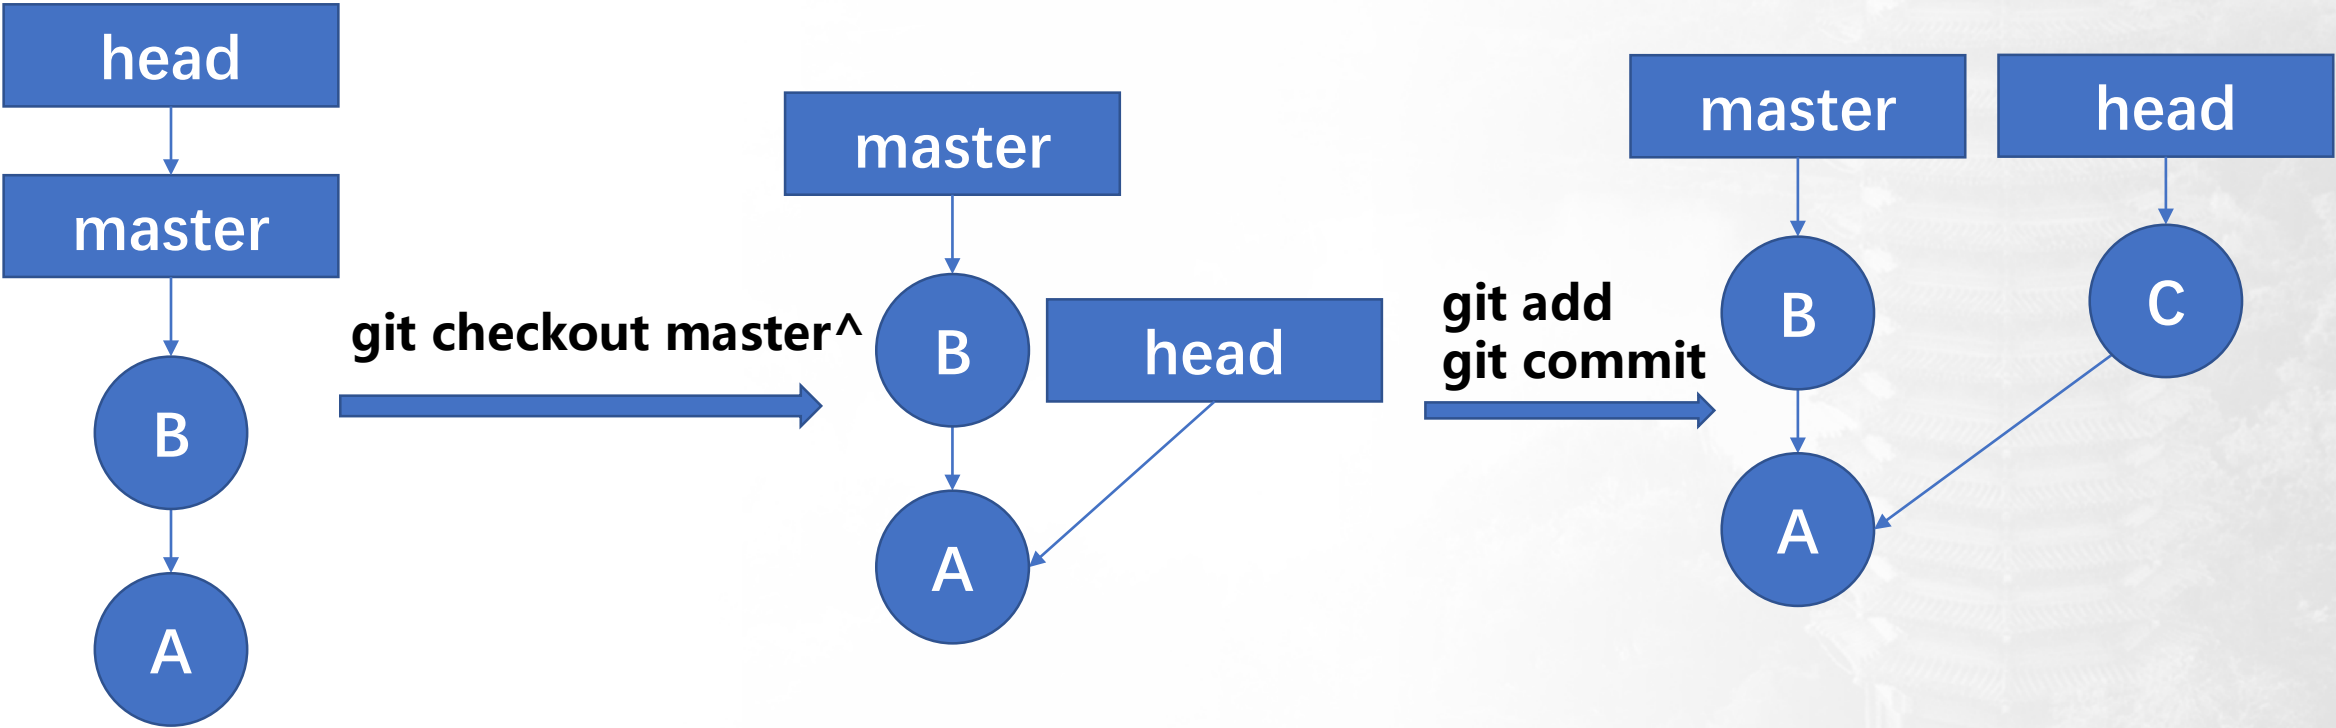 head
master
B
A
git checkout master^
master
B
head
A
git add
git commit
master
head
B
C
A